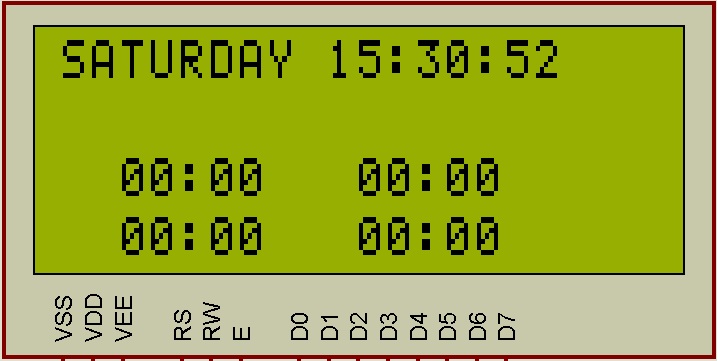 SATURDAY 15:30:52
00:00 00:00
00:00 00:00
VSS VDD VEE RS RW E D0 D1 D2 D3 D4 D5 D6 D7